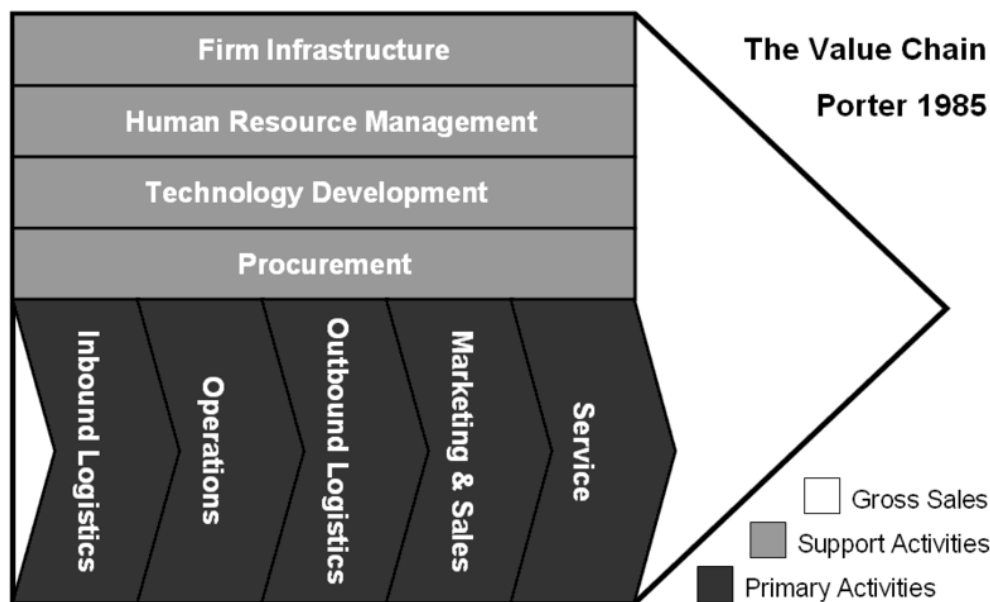 Firm Infrastructure
Human Resource Management
Technology Development
Procurement
Inbound Logistics
Operations
Outbound Logistics
Marketing & Sales
Service
The Value Chain
Porter 1985
Gross Sales
Support Activities
Primary Activities